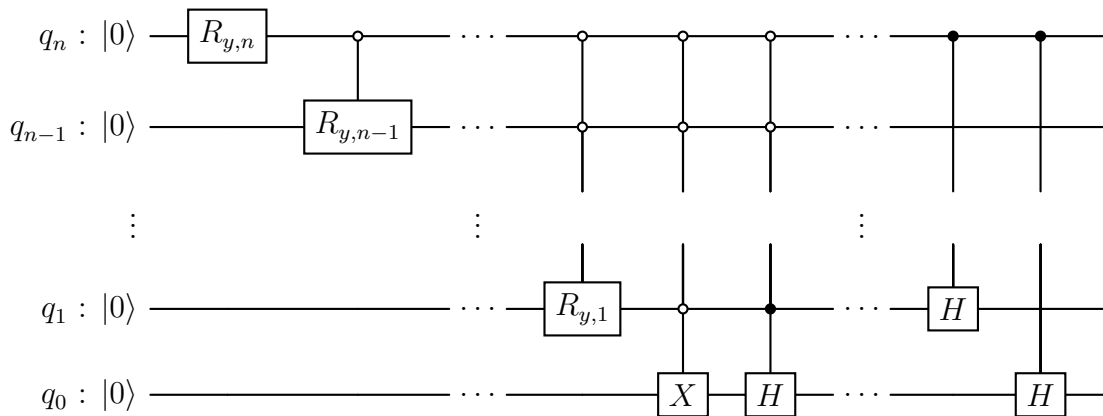 q_n : |0⟩ R_{y,n} ··· ···
q_{n−1} : |0⟩ R_{y,n−1} ··· ···
⋮ ⋮ ⋮
q_1 : |0⟩ ··· R_{y,1} ··· H
q_0 : |0⟩ ··· X H ··· H